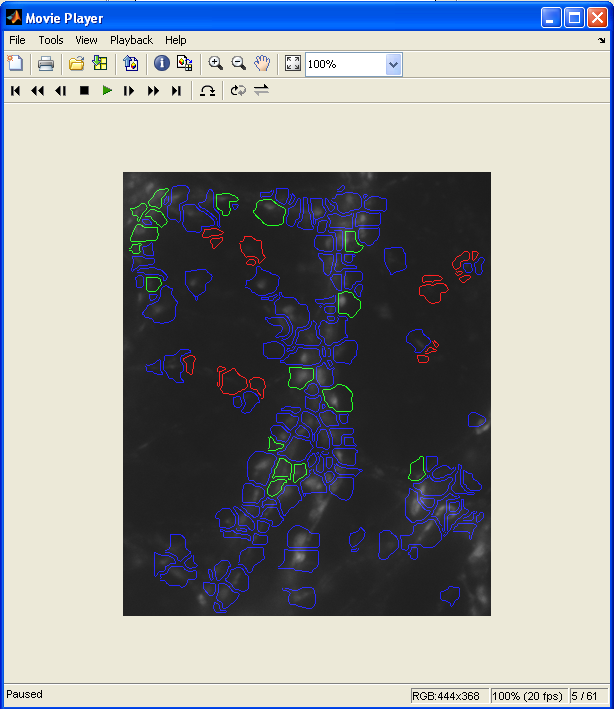 Movie Player
File Tools View Playback Help
100%
Paused
RGB:444x368
100% (20 fps)
5 / 61